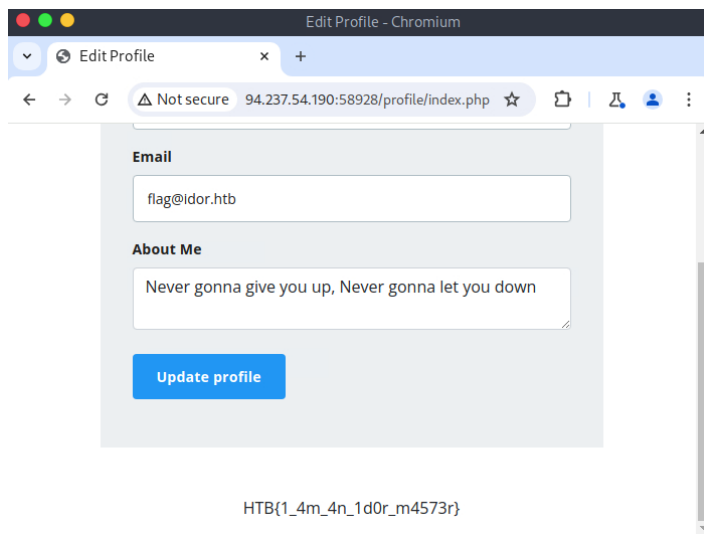 Edit Profile - Chromium
Edit Profile
Not secure 94.237.54.190:58928/profile/index.php
Email
flag@idor.htb
About Me
Never gonna give you up, Never gonna let you down
Update profile
HTB{1_4m_4n_1d0r_m4573r}